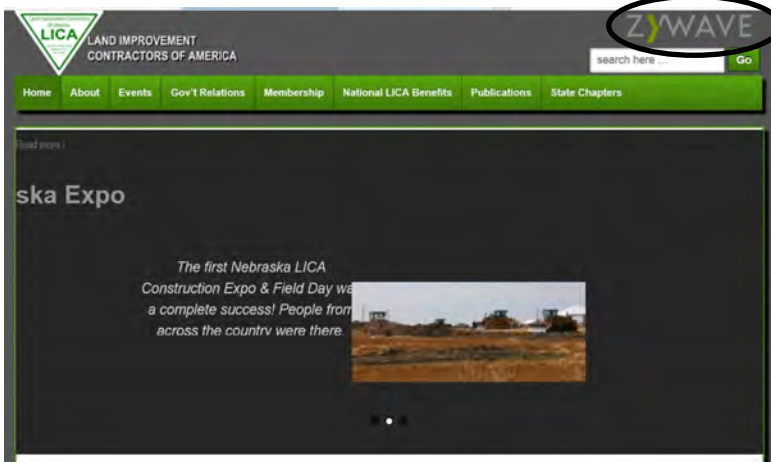 LICA
LAND IMPROVEMENT
CONTRACTORS OF AMERICA
ZYWAVE
search here ...
Go
Home About Events Gov't Relations Membership National LICA Benefits Publications State Chapters
Read more
ska Expo
The first Nebraska LICA
Construction Expo & Field Day wa
a complete success! People from
across the country were there.